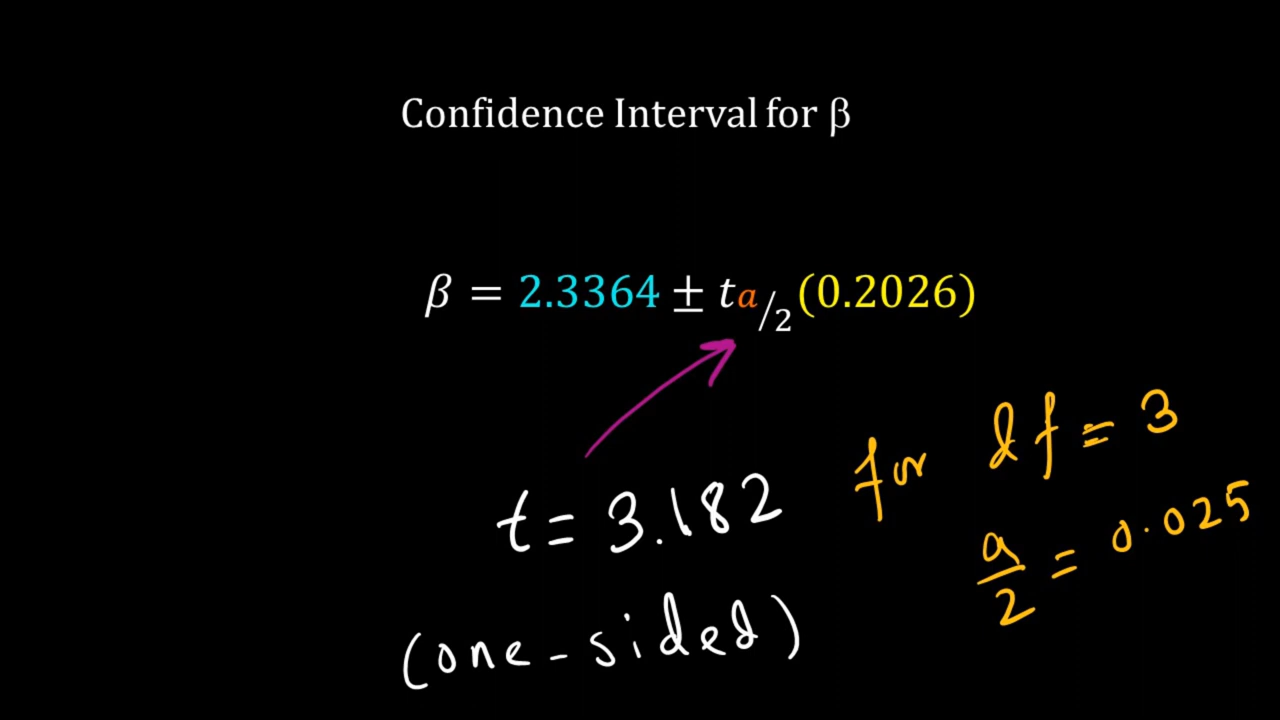 Confidence Interval for β
β = 2.3364 ± ta/2 (0.2026)
t = 3.182 for df = 3
a/2 = 0.025
(one-sided)